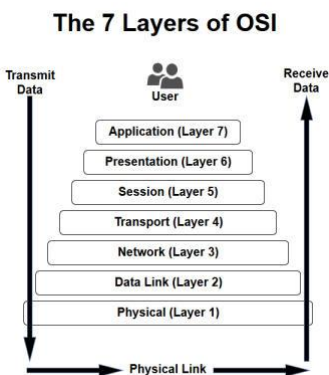 The 7 Layers of OSI
Transmit
Data
User
Receive
Data
Application (Layer 7)
Presentation (Layer 6)
Session (Layer 5)
Transport (Layer 4)
Network (Layer 3)
Data Link (Layer 2)
Physical (Layer 1)
Physical Link